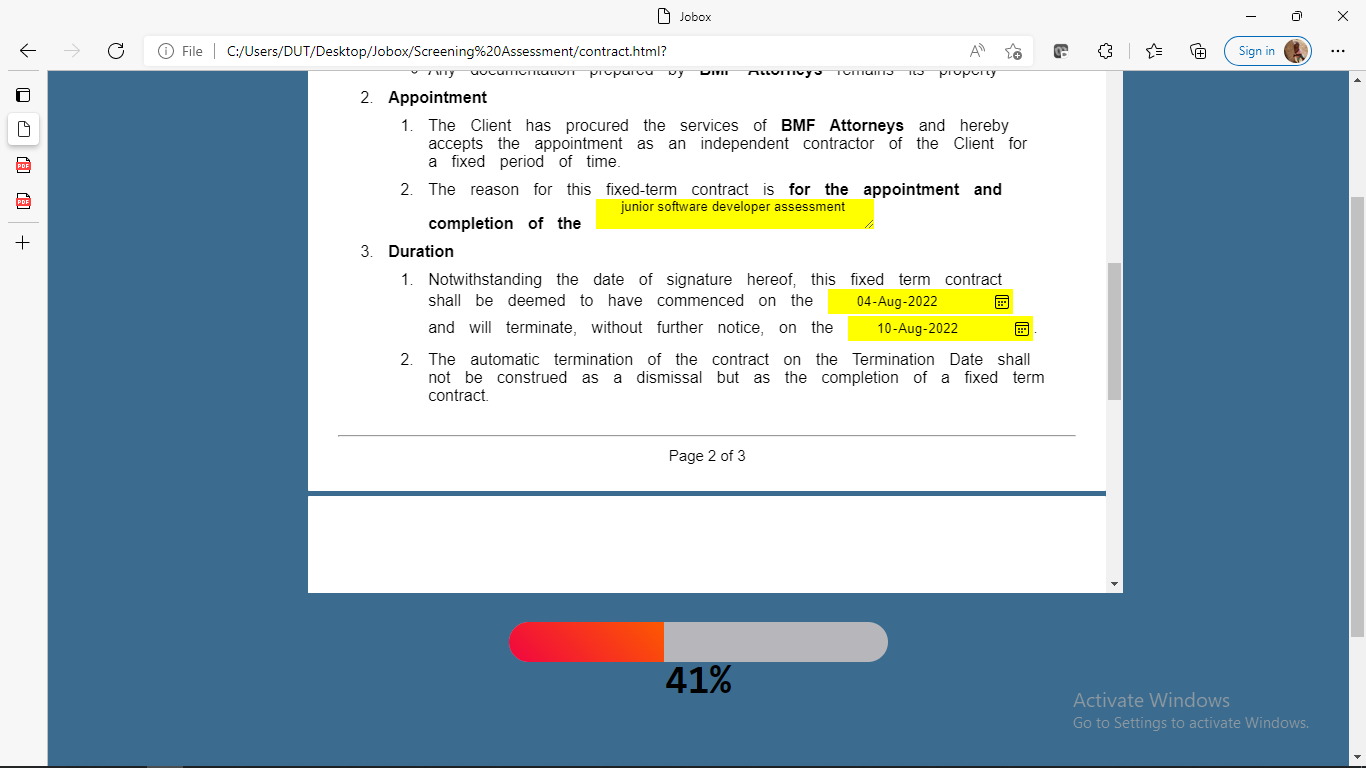 Jobox
File
C:/Users/DUT/Desktop/Jobox/Screening%20Assessment/contract.html?
Sign in
Any documentation prepared by BMF Attorneys remains its property
2. Appointment
1. The Client has procured the services of BMF Attorneys and hereby
accepts the appointment as an independent contractor of the Client for
a fixed period of time.
2. The reason for this fixed-term contract is for the appointment and
completion of the junior software developer assessment
3. Duration
1. Notwithstanding the date of signature hereof, this fixed term contract
shall be deemed to have commenced on the 04-Aug-2022
and will terminate, without further notice, on the 10-Aug-2022.
2. The automatic termination of the contract on the Termination Date shall
not be construed as a dismissal but as the completion of a fixed term
contract.
Page 2 of 3
41%
Activate Windows
Go to Settings to activate Windows.